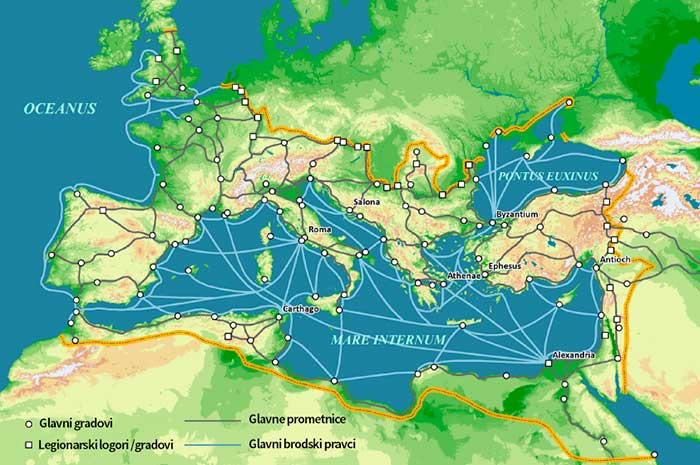 OCEANUS
PONTUS EUXINUS
Salona
Byzantium
Roma
Antioch
Ephesus
Athenae
Carthago
MARE INTERNUM
Alexandria
Glavni gradovi
Glavne prometnice
Legionarski logori /gradovi
Glavni brodski pravci